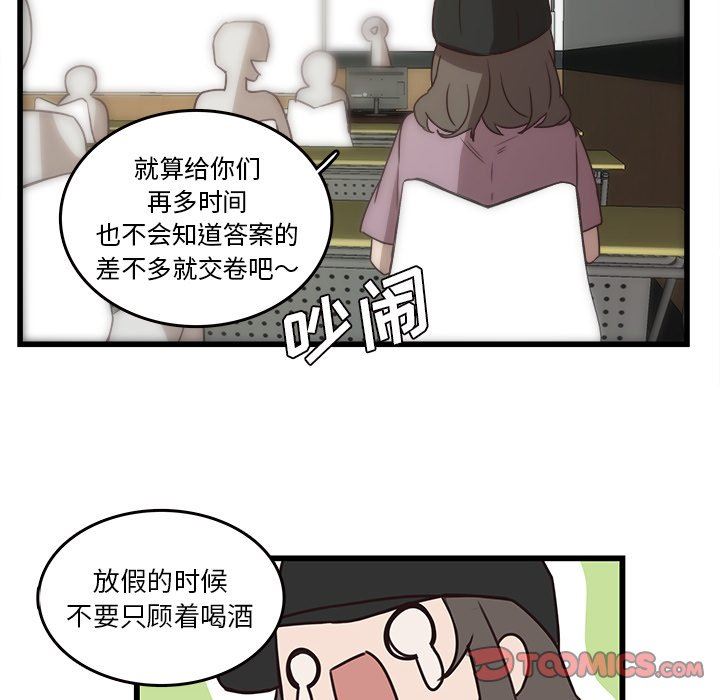 就算给你们
再多时间
也不会知道答案的
差不多就交卷吧～
吵闹
放假的时候
不要只顾着喝酒
TOOMICS.COM